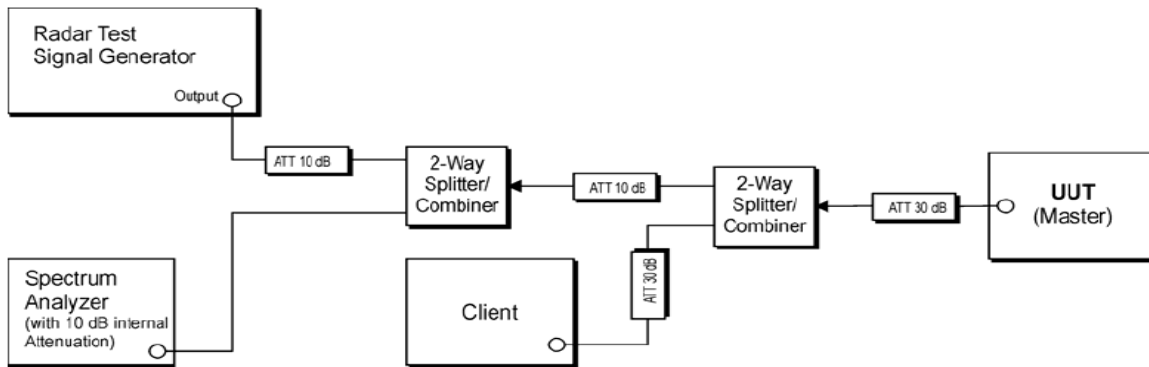 Radar Test
Signal Generator
Output
ATT 10 dB
2-Way
Splitter/
Combiner
ATT 10 dB
2-Way
Splitter/
Combiner
ATT 30 dB
UUT
(Master)
Spectrum
Analyzer
(with 10 dB internal
Attenuation)
Client
ATT 30 dB